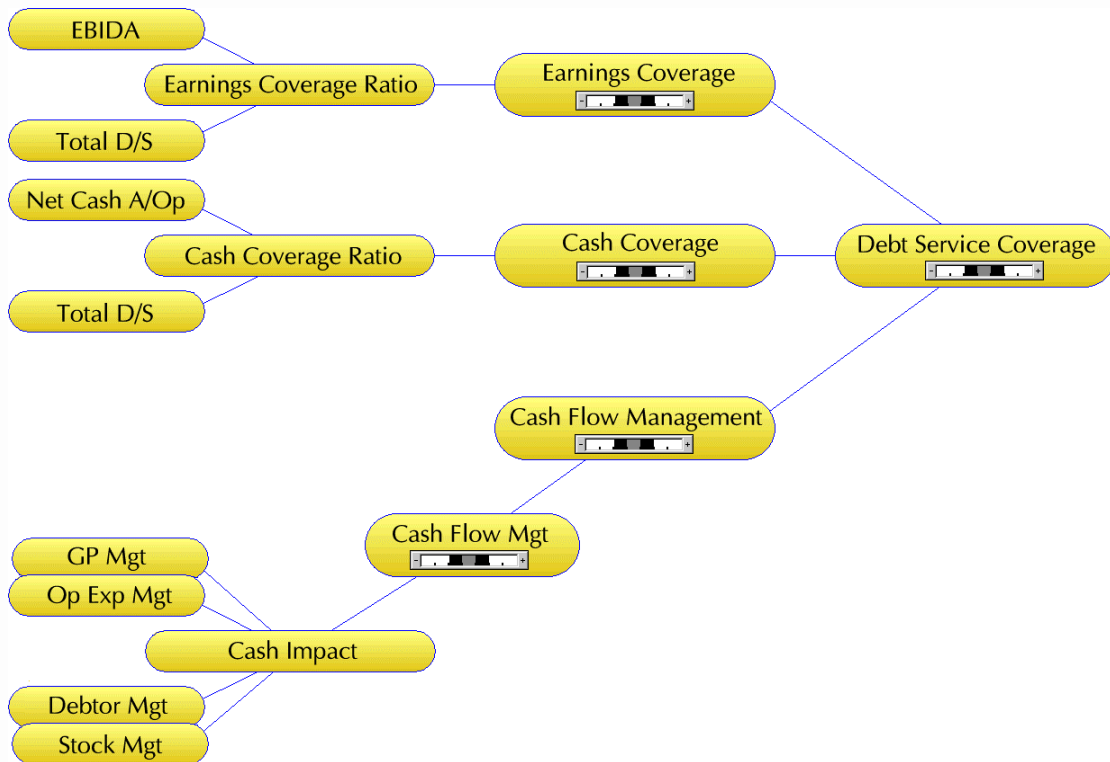 EBIDA
Earnings Coverage Ratio
Earnings Coverage
- +
Total D/S
Net Cash A/Op
Cash Coverage Ratio
Cash Coverage
- +
Debt Service Coverage
- +
Total D/S
Cash Flow Management
- +
Cash Flow Mgt
- +
GP Mgt
Op Exp Mgt
Cash Impact
Debtor Mgt
Stock Mgt